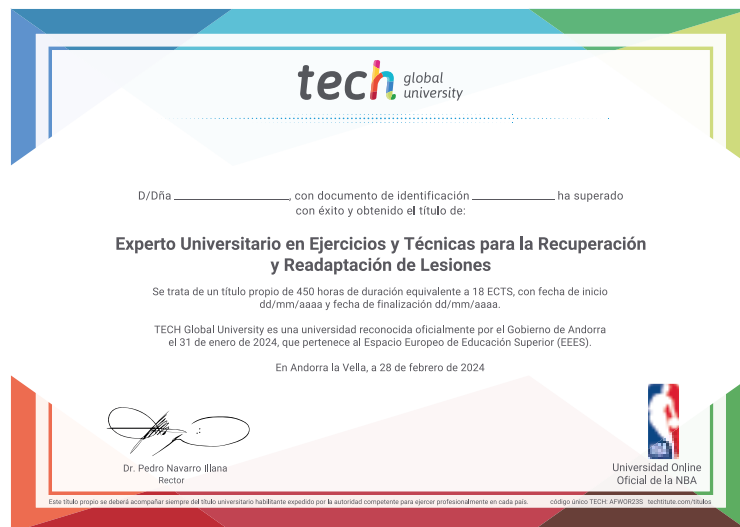 tech global
university
D/Dña ______________, con documento de identificación __________ ha superado
con éxito y obtenido el título de:
Experto Universitario en Ejercicios y Técnicas para la Recuperación
y Readaptación de Lesiones
Se trata de un título propio de 450 horas de duración equivalente a 18 ECTS, con fecha de inicio
dd/mm/aaaa y fecha de finalización dd/mm/aaaa.
TECH Global University es una universidad reconocida oficialmente por el Gobierno de Andorra
el 31 de enero de 2024, que pertenece al Espacio Europeo de Educación Superior (EEES).
En Andorra la Vella, a 28 de febrero de 2024
Dr. Pedro Navarro Illana
Rector
Universidad Online
Oficial de la NBA
Este título propio se deberá acompañar siempre del título universitario habilitante expedido por la autoridad competente para ejercer profesionalmente en cada país. código único TECH: AFWOR23S techtitute.com/titulos